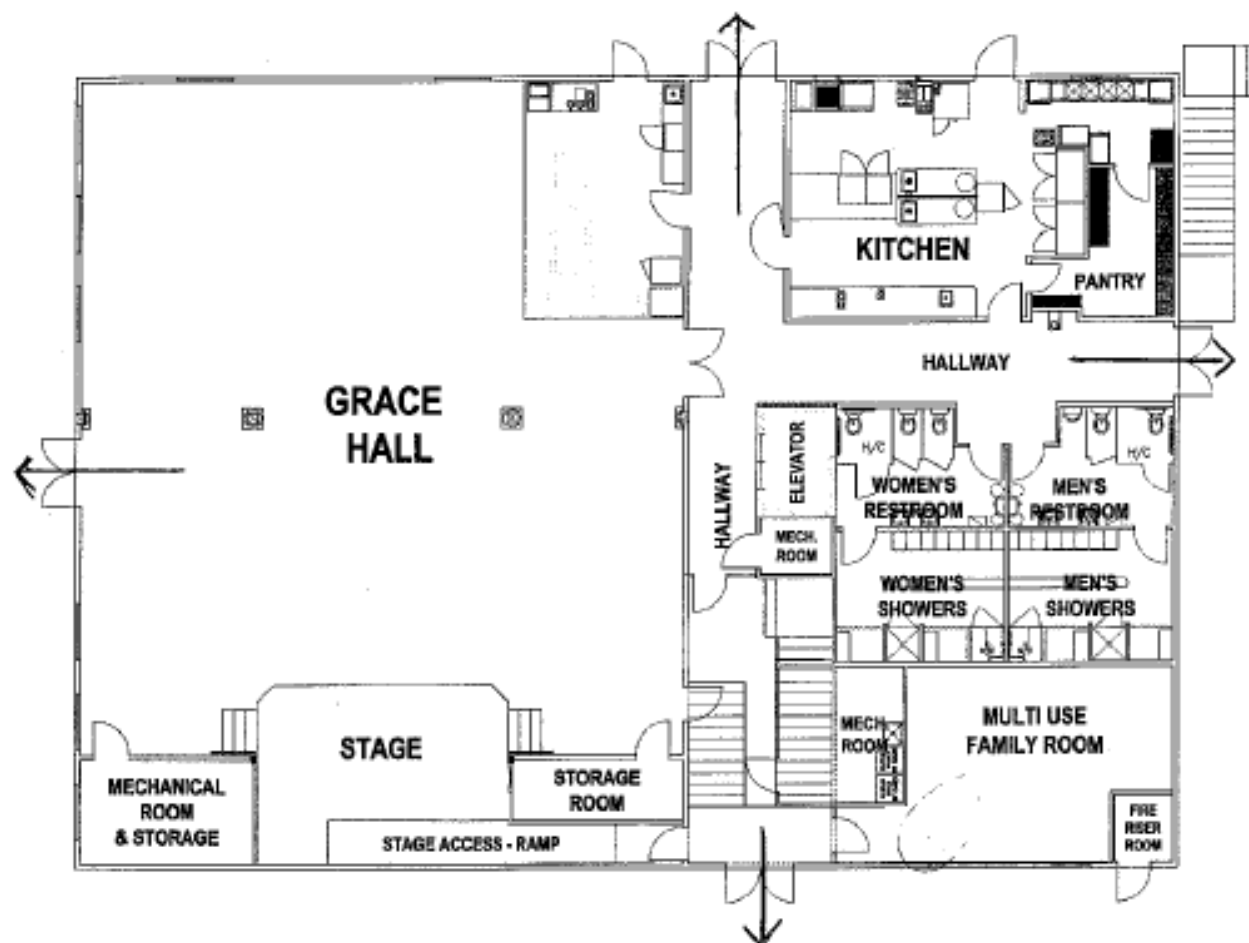 KITCHEN
PANTRY
HALLWAY
GRACE
HALL
ELEVATOR
HALLWAY
H/C
H/C
WOMEN'S
RESTROOM
MEN'S
RESTROOM
MECH.
ROOM
WOMEN'S
SHOWERS
MEN'S
SHOWERS
STAGE
MECH
ROOM
MULTI USE
FAMILY ROOM
MECHANICAL
ROOM
& STORAGE
STORAGE
ROOM
STAGE ACCESS - RAMP
FIRE
RISER
ROOM